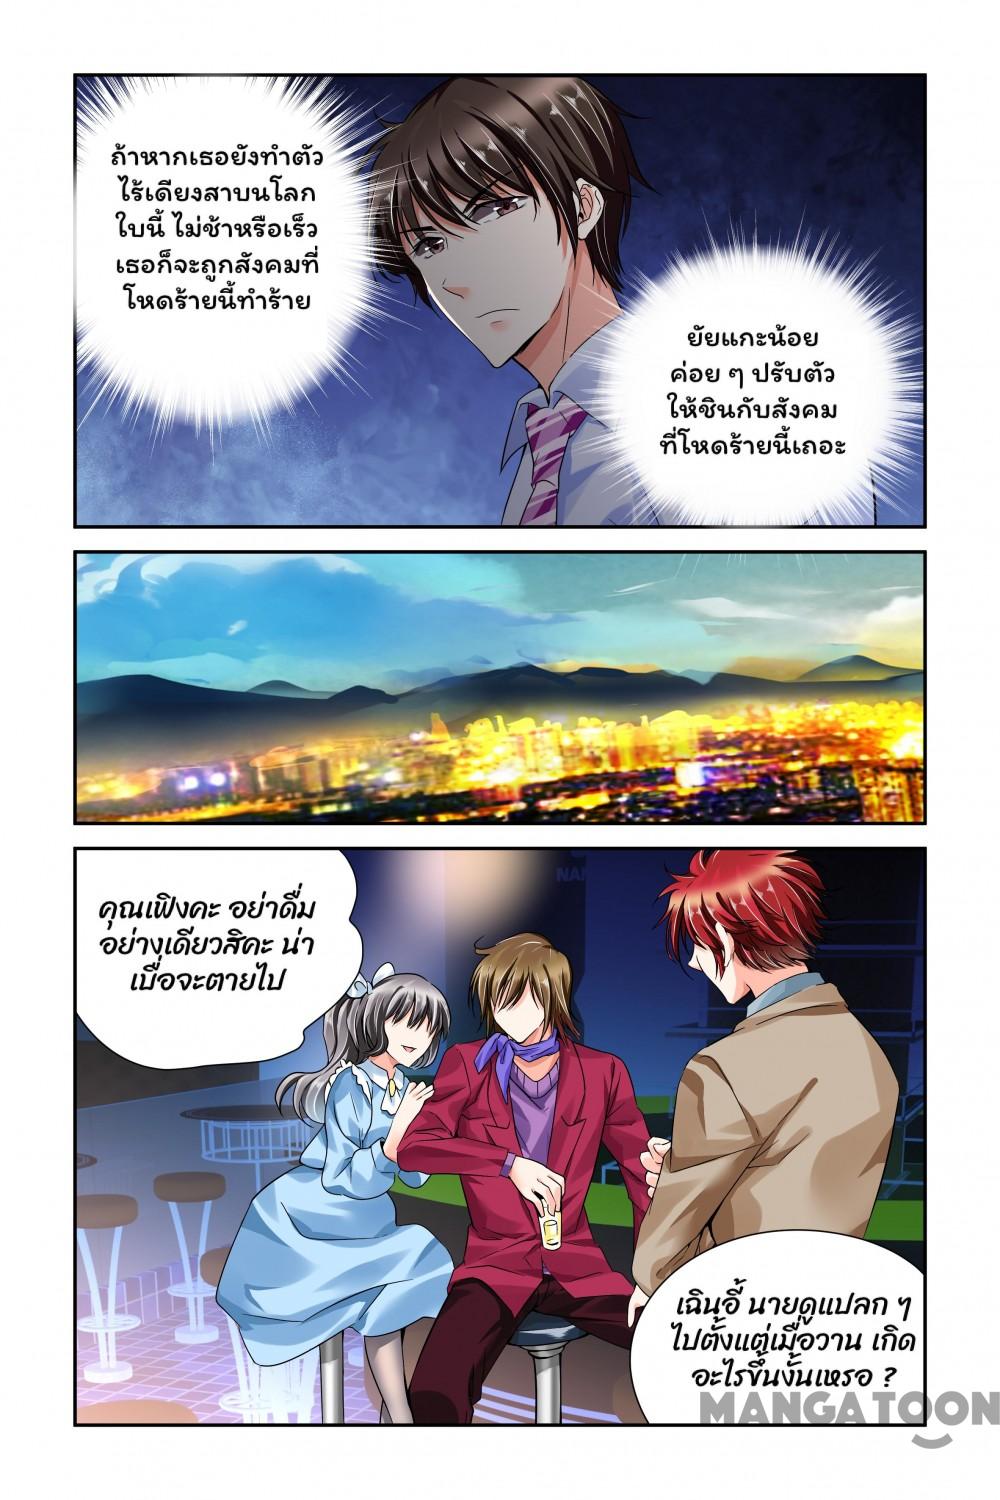 ถ้าหากเธอยังทำตัว
ไร้เดียงสาบนโลก
ใบนี้ ไม่ช้าหรือเร็ว
เธอก็จะถูกสังคมที่
โหดร้ายนี้ทำร้าย
ยัยแกะน้อย
ค่อย ๆ ปรับตัว
ให้ชินกับสังคม
ที่โหดร้ายนี้เถอะ
NAN
คุณเฟิงคะ อย่าดื่ม
อย่างเดียวสิคะ น่า
เบื่อจะตายไป
เฉินอี้ นายดูแปลก ๆ
ไปตั้งแต่เมื่อวาน เกิด
อะไรขึ้นงั้นเหรอ ?
MANGATOON